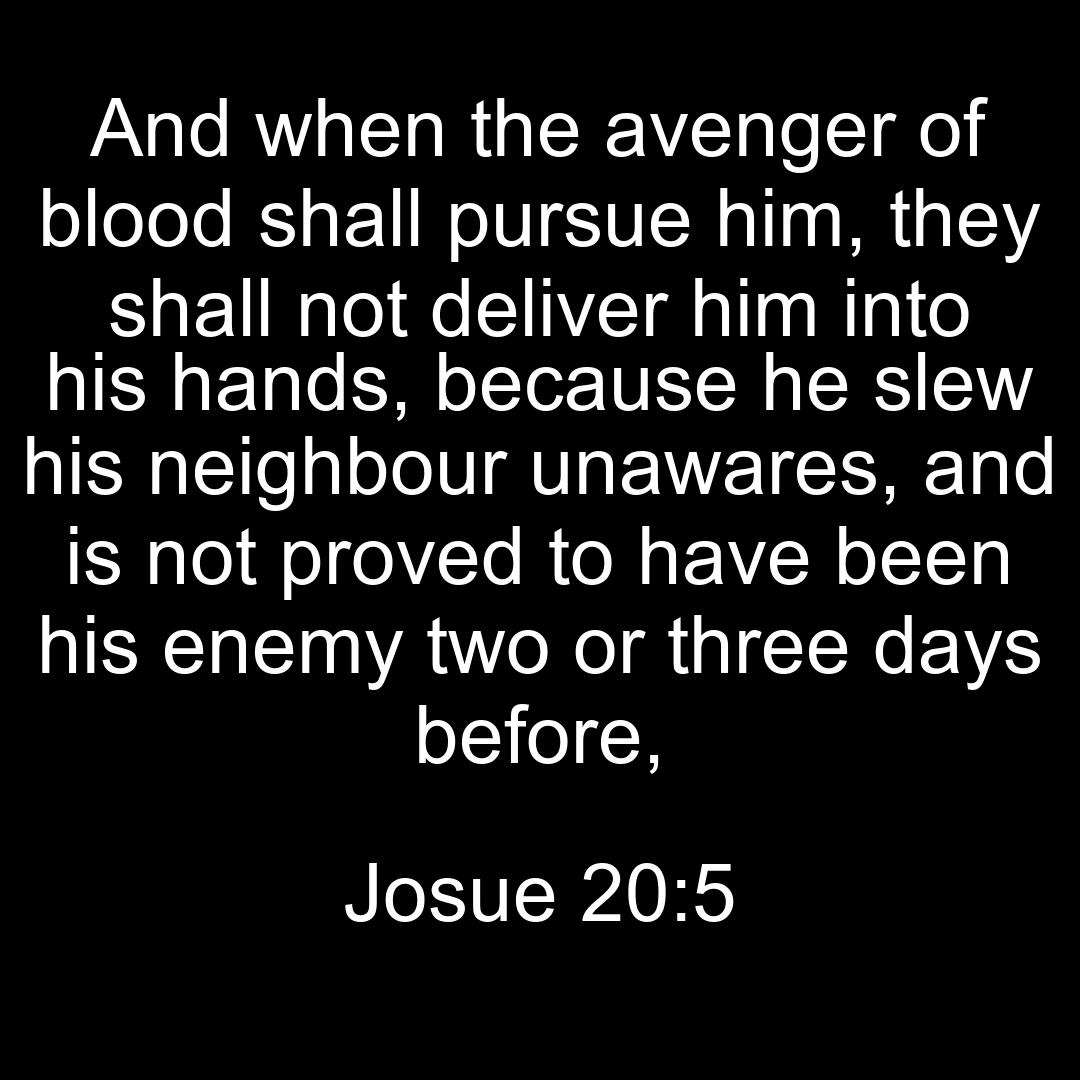 And when the avenger of
blood shall pursue him, they
shall not deliver him into
his hands, because he slew
his neighbour unawares, and
is not proved to have been
his enemy two or three days
before,
Josue 20:5